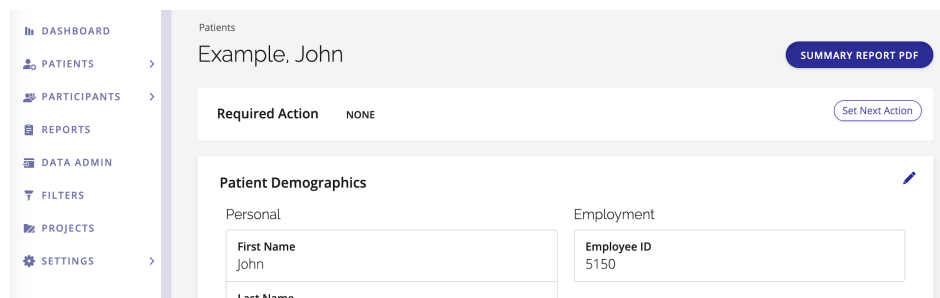 DASHBOARD
PATIENTS
PARTICIPANTS
REPORTS
DATA ADMIN
FILTERS
PROJECTS
SETTINGS
Patients
Example, John
SUMMARY REPORT PDF
Required Action NONE
Set Next Action
Patient Demographics
Personal
First Name
John
Last Name
Employment
Employee ID
5150